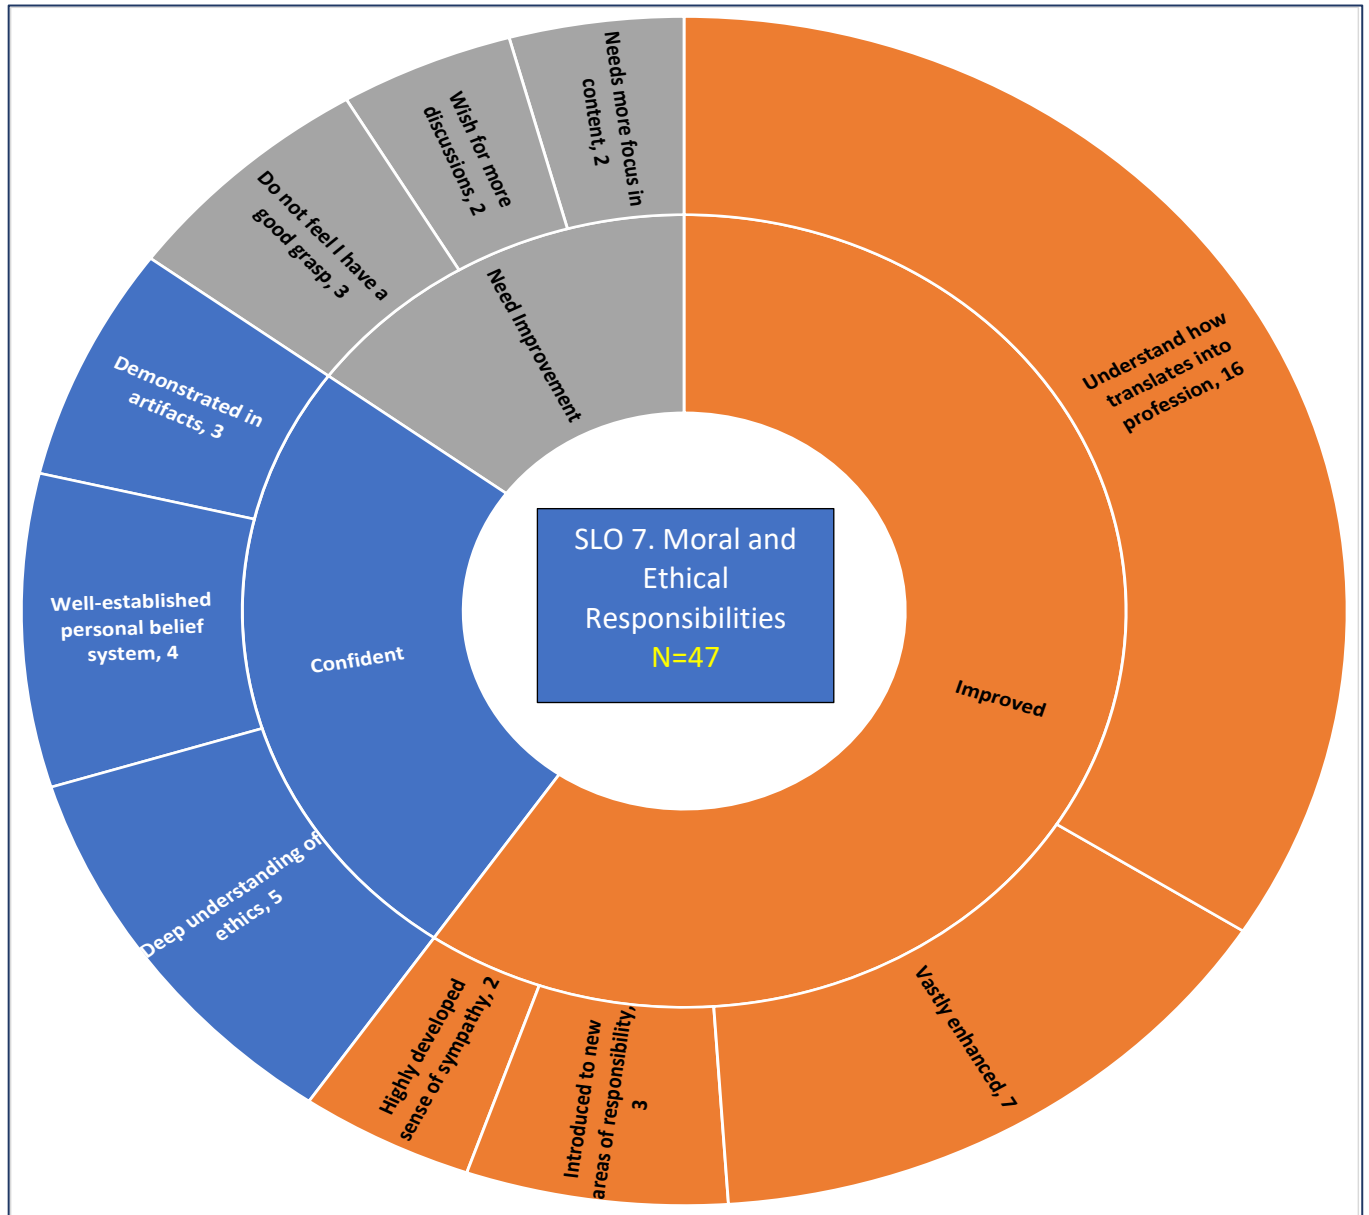 SLO 7. Moral and
Ethical
Responsibilities
N=47
Improved
Understand how
translates into
profession, 16
Vastly enhanced, 7
Introduced to new
areas of responsibility,
3
Highly developed
sense of sympathy, 2
Confident
Deep understanding of
ethics, 5
Well-established
personal belief
system, 4
Demonstrated in
artifacts, 3
Need Improvement
Do not feel I have a
good grasp, 3
Wish for more
discussions, 2
Needs more focus in
content, 2